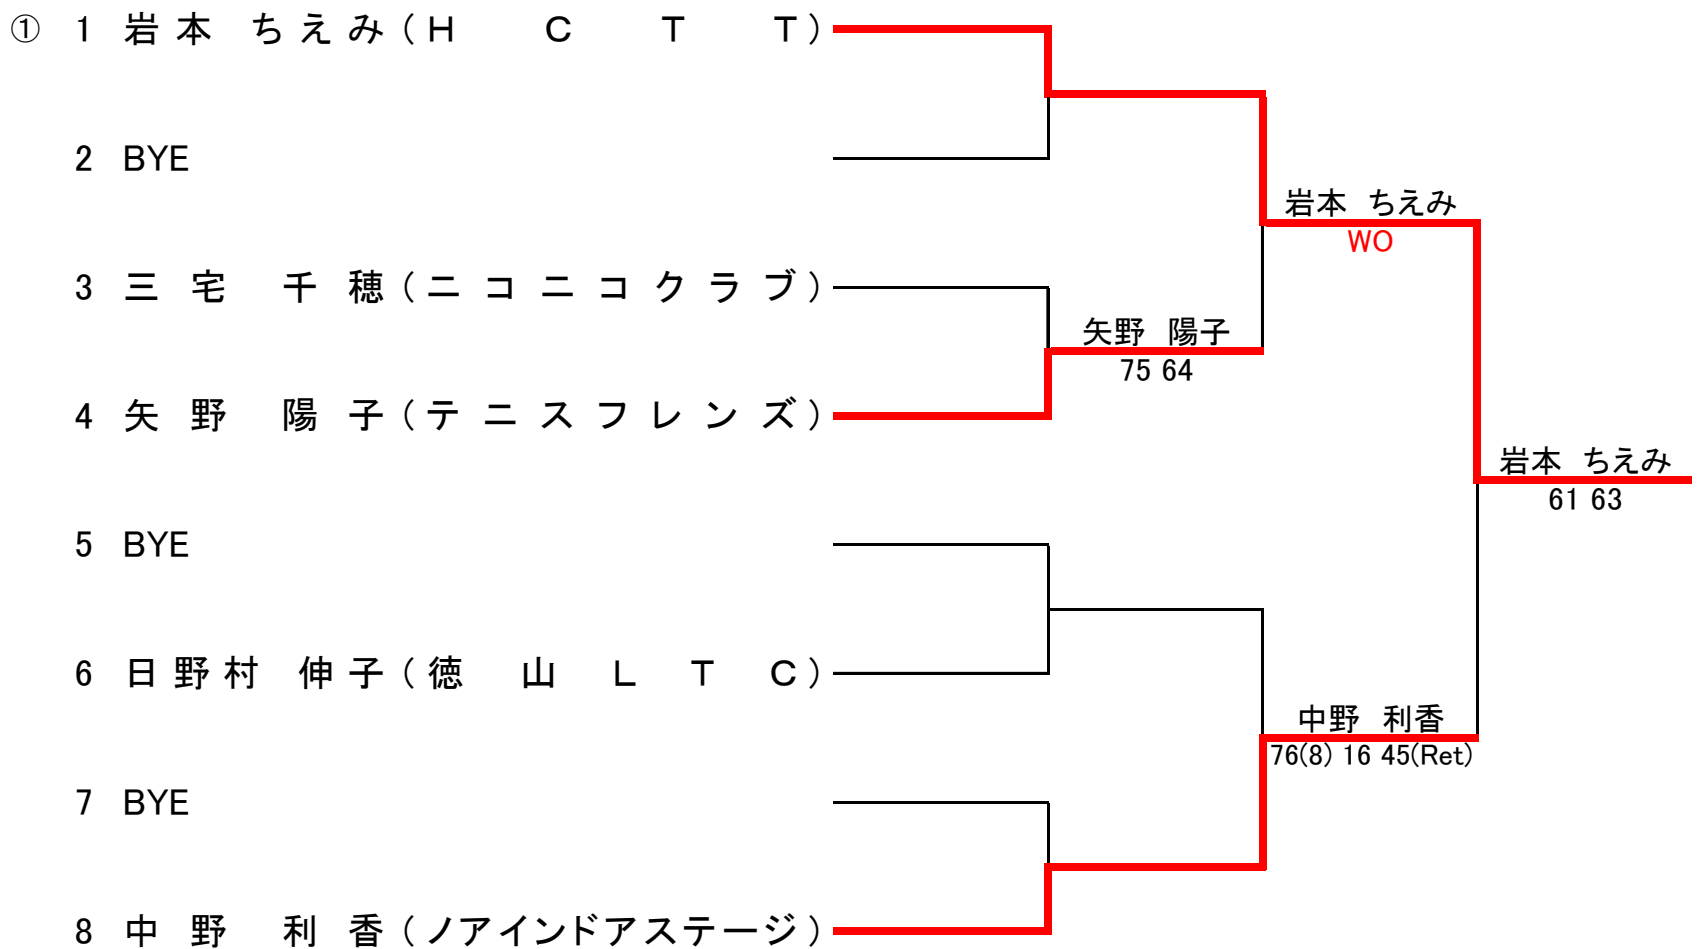 ① 1 岩本 ちえみ(H C T T)
2 BYE
岩本 ちえみ
WO
3 三宅 千穂(ニコニコクラブ)
矢野 陽子
75 64
4 矢野 陽子(テニスフレンズ)
岩本 ちえみ
61 63
5 BYE
6 日野村 伸子(徳山LTC)
中野 利香
76(8) 16 45(Ret)
7 BYE
8 中野 利香(ノアインドアステージ)